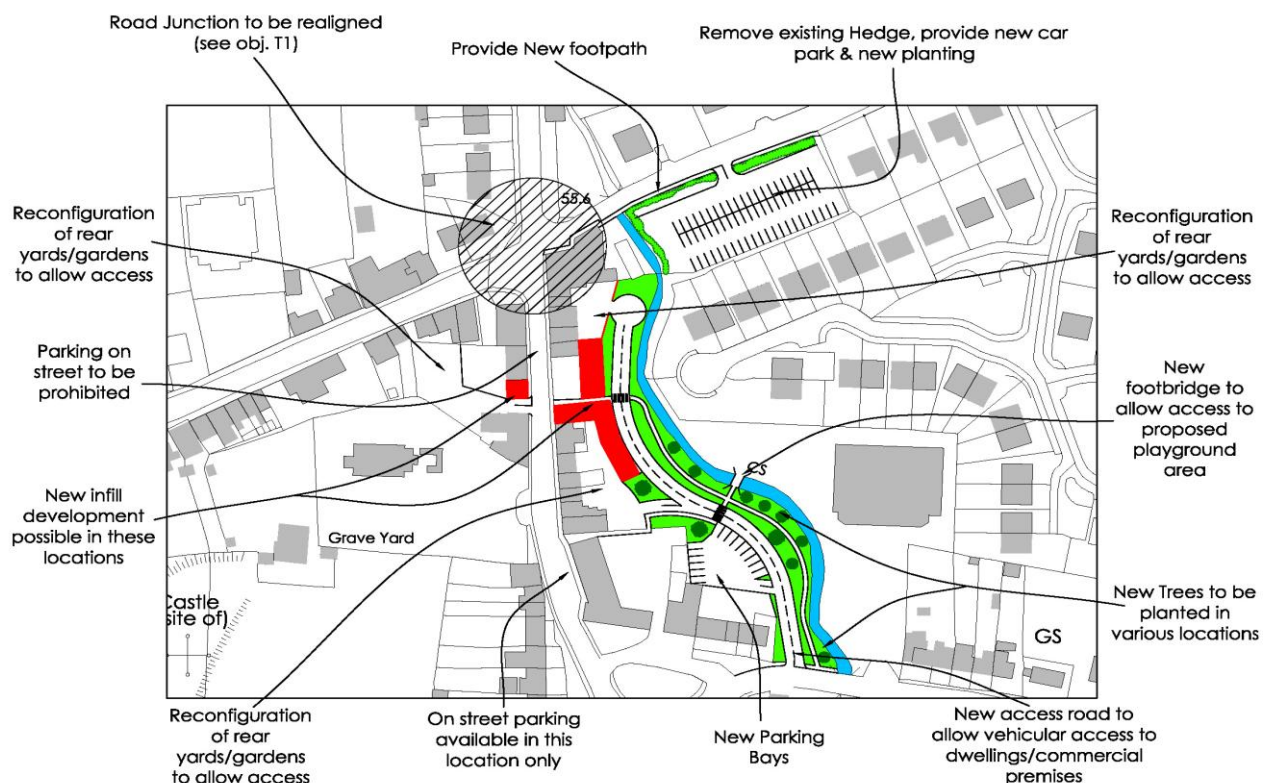 Road Junction to be realigned
(see obj. T1)
Provide New footpath
Remove existing Hedge, provide new car
park & new planting
55.6
Reconfiguration
of rear
yards/gardens
to allow access
Reconfiguration
of rear
yards/gardens
to allow access
Parking on
street to be
prohibited
New
footbridge to
allow access to
proposed
playground
area
CS
New infill
development
possible in these
locations
Grave Yard
Castle
site of)
New Trees to be
planted in
various locations
GS
Reconfiguration
of rear
yards/gardens
to allow access
On street parking
available in this
location only
New Parking
Bays
New access road to
allow vehicular access to
dwellings/commercial
premises